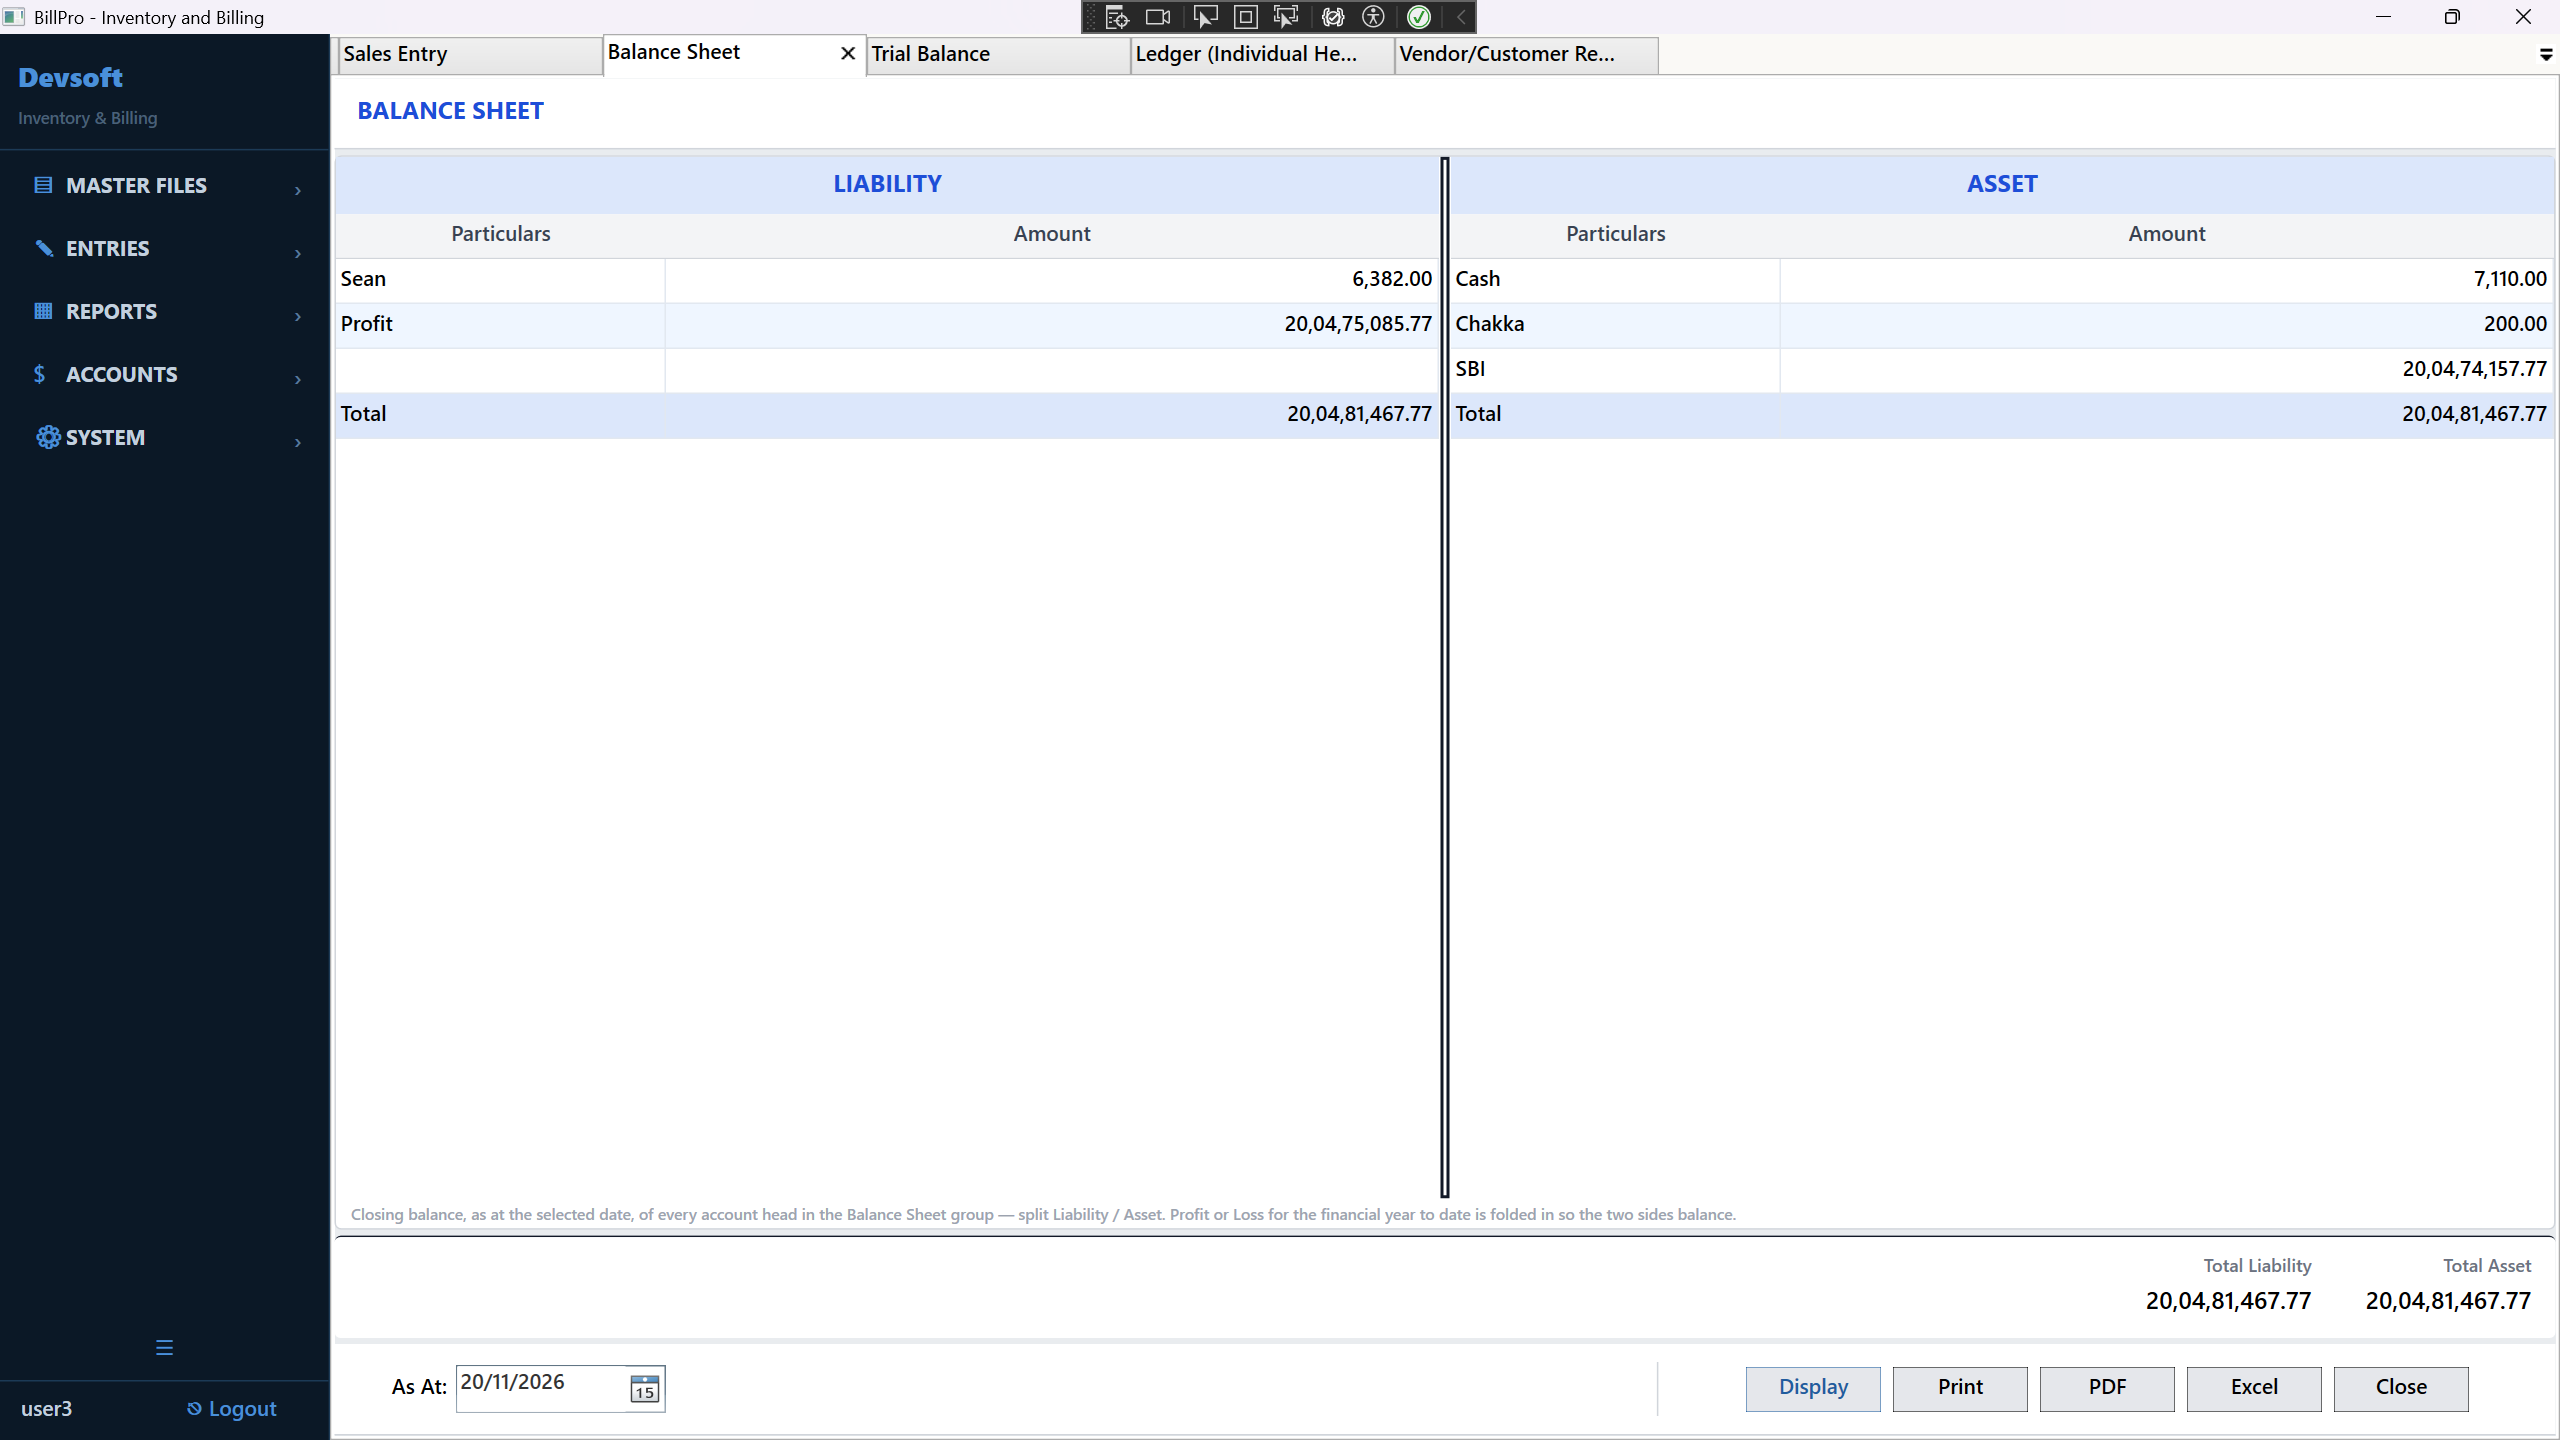 BillPro - Inventory and Billing
Devsoft
Inventory & Billing
MASTER FILES
ENTRIES
REPORTS
$ ACCOUNTS
SYSTEM
user3
Logout
Sales Entry
Balance Sheet
Trial Balance
Ledger (Individual He...
Vendor/Customer Re...
BALANCE SHEET
LIABILITY
ASSET
Particulars Amount Particulars Amount
Sean 6,382.00 Cash 7,110.00
Profit 20,04,75,085.77 Chakka 200.00
SBI 20,04,74,157.77
Total 20,04,81,467.77 Total 20,04,81,467.77
Closing balance, as at the selected date, of every account head in the Balance Sheet group — split Liability / Asset. Profit or Loss for the financial year to date is folded in so the two sides balance.
Total Liability Total Asset
20,04,81,467.77 20,04,81,467.77
As At: 20/11/2026 15
Display
Print
PDF
Excel
Close